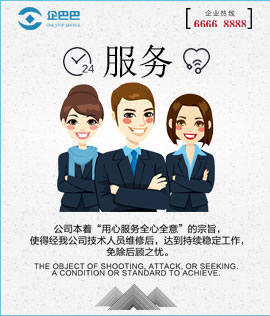 企巴巴
ONE STOP SERVICE
企业热线
6666 8888
24
服务
公司本着“用心服务全心全意”的宗旨，
使得经我公司技术人员维修后，达到持续稳定工作，
免除后顾之忧。
THE OBJECT OF SHOOTING, ATTACK, OR SEEKING.
A CONDITION OR STANDARD TO ACHIEVE.